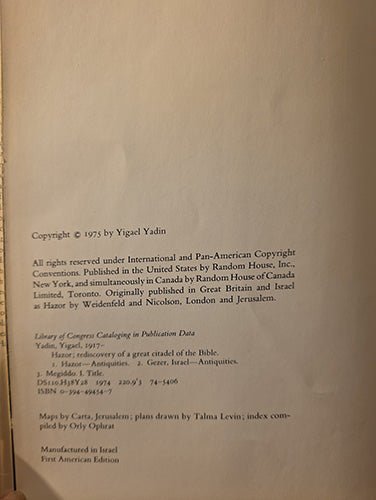 Copyright © 1975 by Yigael Yadin
All rights reserved under International and Pan-American Copyright
Conventions. Published in the United States by Random House, Inc.,
New York, and simultaneously in Canada by Random House of Canada
Limited, Toronto. Originally published in Great Britain and Israel
as Hazor by Weidenfeld and Nicolson, London and Jerusalem.
Library of Congress Cataloging in Publication Data
Yadin, Yigael, 1917–
Hazor; rediscovery of a great citadel of the Bible.
1. Hazor—Antiquities. 2. Gezer, Israel—Antiquities.
3. Megiddo. I. Title.
DS110.H38Y28 1974 220.9'3 74-5406
ISBN 0-394-49454-7
Maps by Carta, Jerusalem; plans drawn by Talma Levin; index com-
piled by Orly Ophrat
Manufactured in Israel
First American Edition